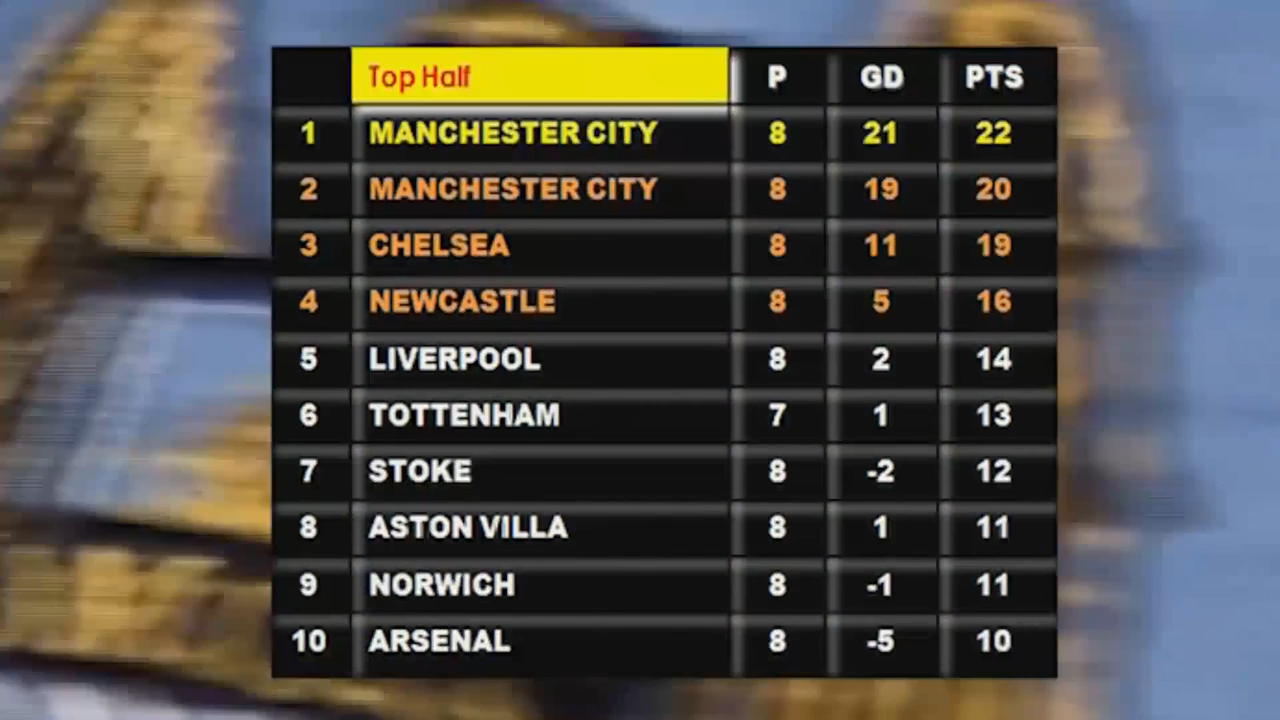 Top Half P GD PTS
1 MANCHESTER CITY 8 21 22
2 MANCHESTER CITY 8 19 20
3 CHELSEA 8 11 19
4 NEWCASTLE 8 5 16
5 LIVERPOOL 8 2 14
6 TOTTENHAM 7 1 13
7 STOKE 8 -2 12
8 ASTON VILLA 8 1 11
9 NORWICH 8 -1 11
10 ARSENAL 8 -5 10